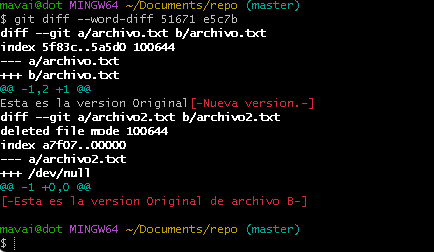 mavai@dot MINGW64 ~/Documents/repo (master)
$ git diff --word-diff 51671 e5c7b
diff --git a/archivo.txt b/archivo.txt
index 5f83c..5a5d0 100644
--- a/archivo.txt
+++ b/archivo.txt
@@ -1,2 +1 @@
Esta es la version Original[-Nueva version.-]
diff --git a/archivo2.txt b/archivo2.txt
deleted file mode 100644
index a7f07..00000
--- a/archivo2.txt
+++ /dev/null
@@ -1 +0,0 @@
[-Esta es la version Original de archivo B-]
mavai@dot MINGW64 ~/Documents/repo (master)
$